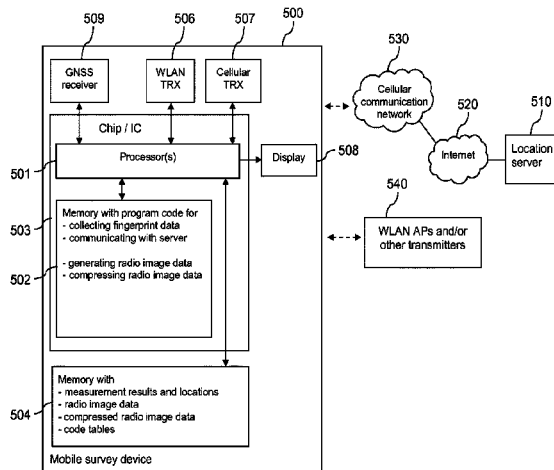 500
509
506
507
GNSS
receiver
WLAN
TRX
Cellular
TRX
530
Cellular
communication
network
520
Internet
510
Location
server
Chip / IC
501
Processor(s)
Display
508
540
WLAN APs and/or
other transmitters
503
Memory with program code for
- collecting fingerprint data
- communicating with server
502
- generating radio image data
- compressing radio image data
504
Memory with
- measurement results and locations
- radio image data
- compressed radio image data
- code tables
Mobile survey device